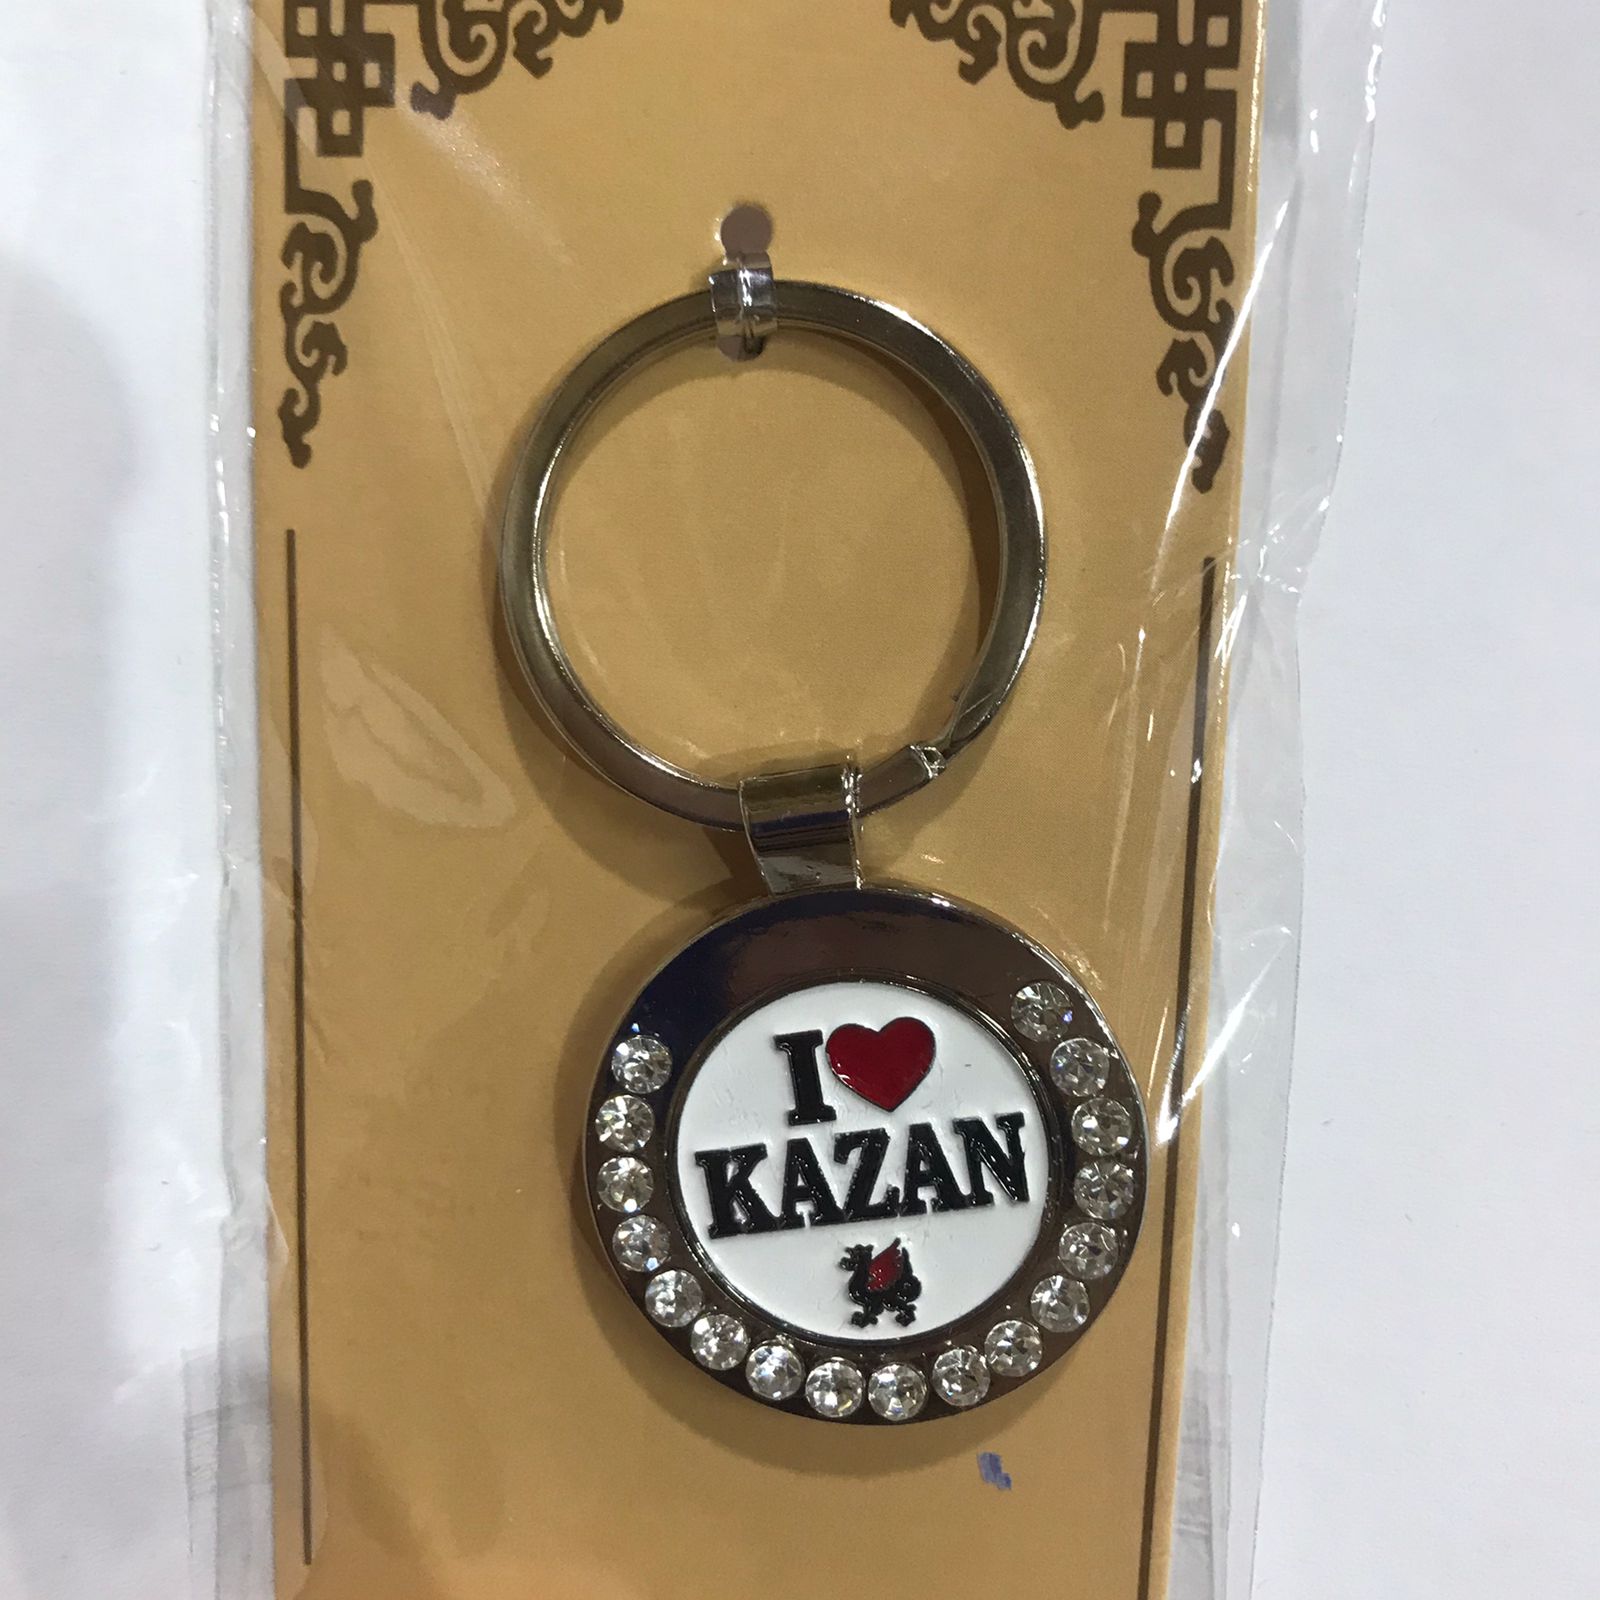 I ❤
KAZAN